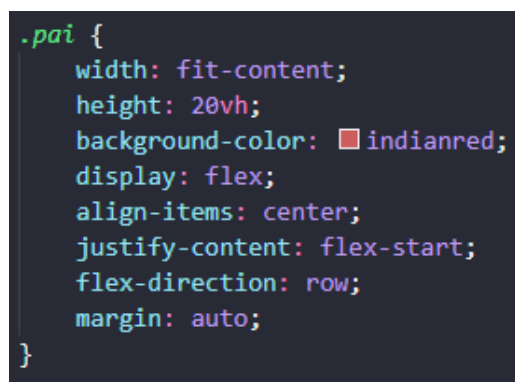 .pai {
    width: fit-content;
    height: 20vh;
    background-color: indianred;
    display: flex;
    align-items: center;
    justify-content: flex-start;
    flex-direction: row;
    margin: auto;
}